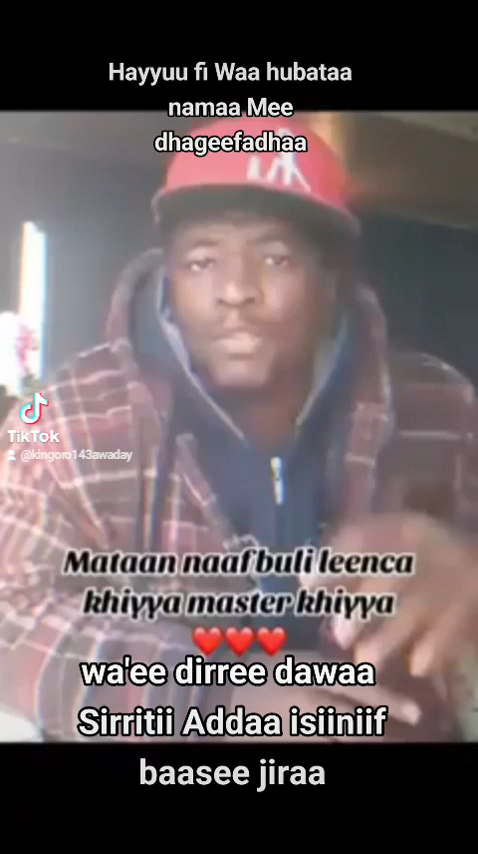 Hayyuu fi Waa hubataa
namaa Mee
dhageefadhaa
TikTok
@kingoro143awaday
Mataan naaf buli leenca
khiyya master khiyya
❤️❤️❤️
wa'ee dirree dawaa
Sirritii Addaa isiiniif
baasee jiraa